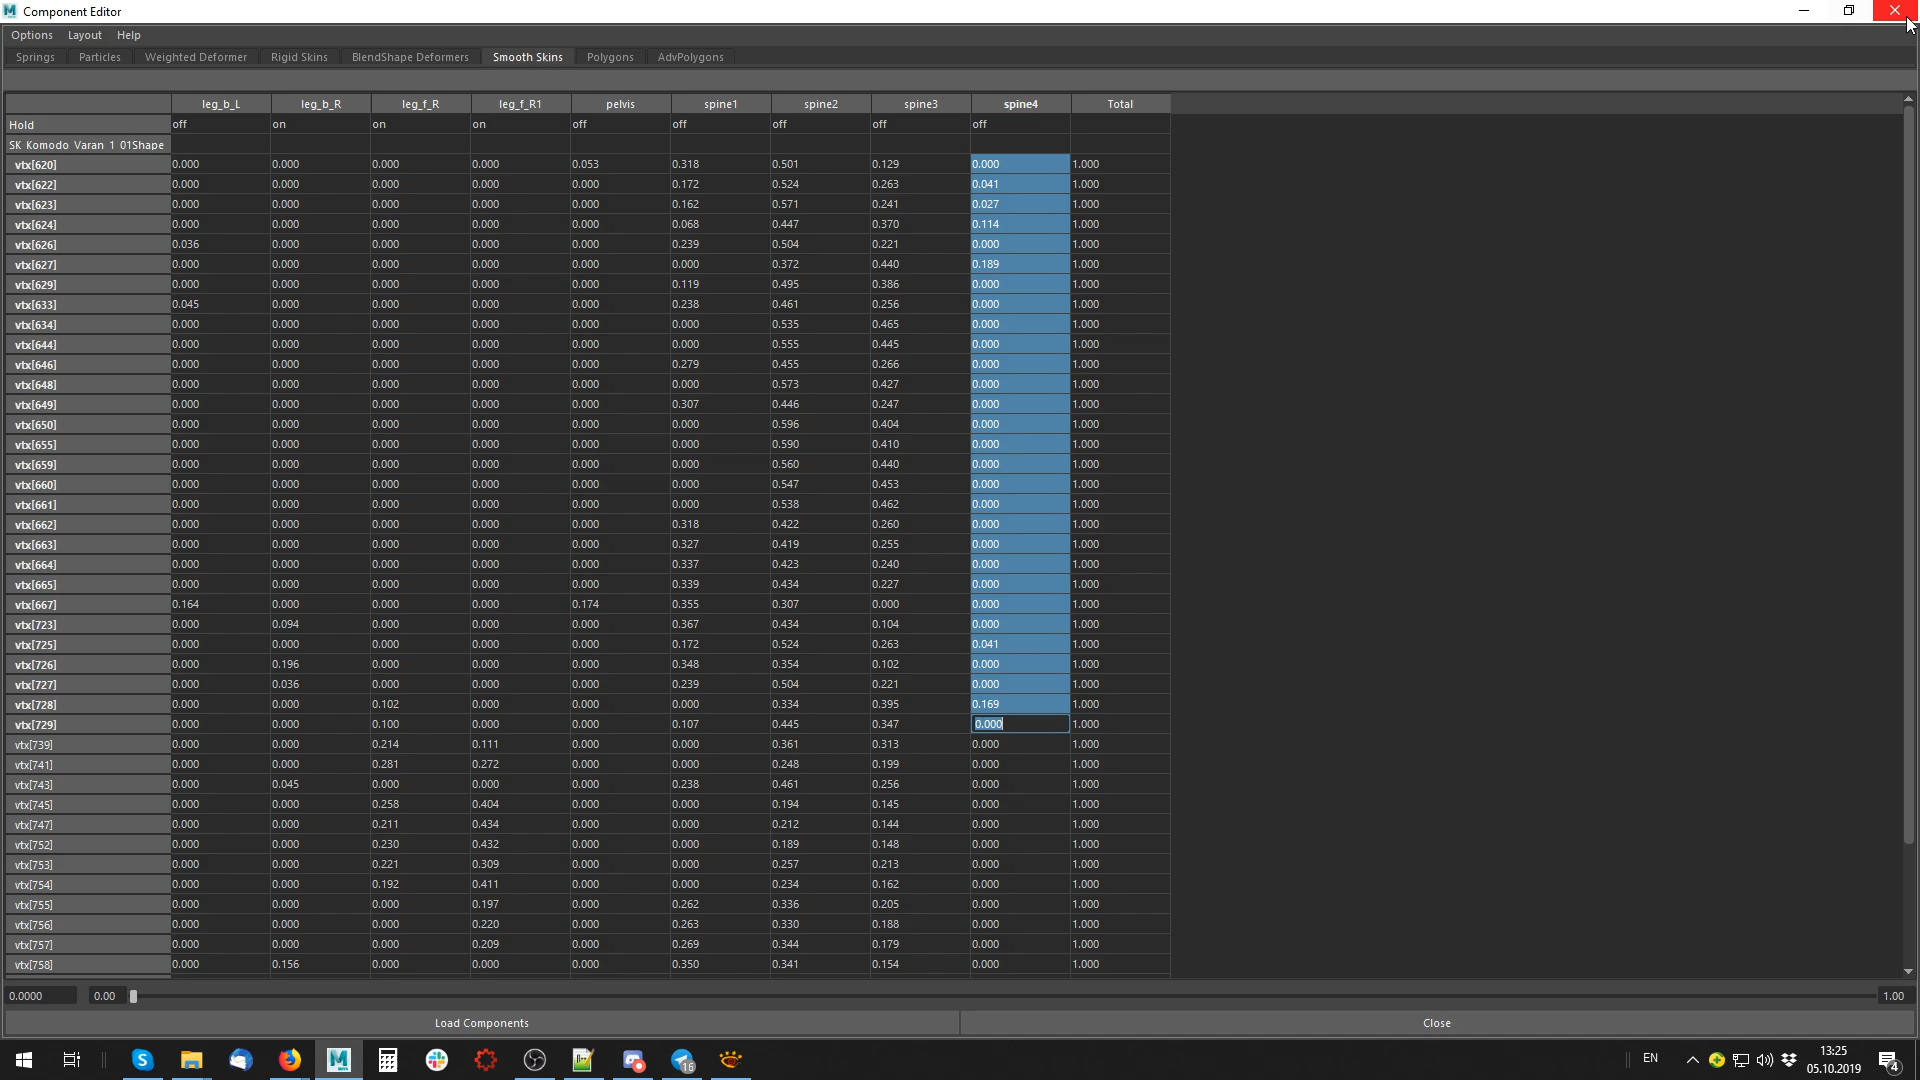 Component Editor
Options Layout Help
Springs Particles Weighted Deformer Rigid Skins BlendShape Deformers Smooth Skins Polygons AdvPolygons
leg_b_L leg_b_R leg_f_R leg_f_R1 pelvis spine1 spine2 spine3 spine4 Total
Hold off on on on off off off off off
SK_Komodo_Varan_1_01Shape
vtx[620] 0.000 0.000 0.000 0.000 0.053 0.318 0.501 0.129 0.000 1.000
vtx[622] 0.000 0.000 0.000 0.000 0.000 0.172 0.524 0.263 0.041 1.000
vtx[623] 0.000 0.000 0.000 0.000 0.000 0.162 0.571 0.241 0.027 1.000
vtx[624] 0.000 0.000 0.000 0.000 0.000 0.068 0.447 0.370 0.114 1.000
vtx[626] 0.036 0.000 0.000 0.000 0.000 0.239 0.504 0.221 0.000 1.000
vtx[627] 0.000 0.000 0.000 0.000 0.000 0.000 0.372 0.440 0.189 1.000
vtx[629] 0.000 0.000 0.000 0.000 0.000 0.119 0.495 0.386 0.000 1.000
vtx[633] 0.045 0.000 0.000 0.000 0.000 0.238 0.461 0.256 0.000 1.000
vtx[634] 0.000 0.000 0.000 0.000 0.000 0.000 0.535 0.465 0.000 1.000
vtx[644] 0.000 0.000 0.000 0.000 0.000 0.000 0.555 0.445 0.000 1.000
vtx[646] 0.000 0.000 0.000 0.000 0.000 0.279 0.455 0.266 0.000 1.000
vtx[648] 0.000 0.000 0.000 0.000 0.000 0.000 0.573 0.427 0.000 1.000
vtx[649] 0.000 0.000 0.000 0.000 0.000 0.307 0.446 0.247 0.000 1.000
vtx[650] 0.000 0.000 0.000 0.000 0.000 0.000 0.596 0.404 0.000 1.000
vtx[655] 0.000 0.000 0.000 0.000 0.000 0.000 0.590 0.410 0.000 1.000
vtx[659] 0.000 0.000 0.000 0.000 0.000 0.000 0.560 0.440 0.000 1.000
vtx[660] 0.000 0.000 0.000 0.000 0.000 0.000 0.547 0.453 0.000 1.000
vtx[661] 0.000 0.000 0.000 0.000 0.000 0.000 0.538 0.462 0.000 1.000
vtx[662] 0.000 0.000 0.000 0.000 0.000 0.318 0.422 0.260 0.000 1.000
vtx[663] 0.000 0.000 0.000 0.000 0.000 0.327 0.419 0.255 0.000 1.000
vtx[664] 0.000 0.000 0.000 0.000 0.000 0.337 0.423 0.240 0.000 1.000
vtx[665] 0.000 0.000 0.000 0.000 0.000 0.339 0.434 0.227 0.000 1.000
vtx[667] 0.164 0.000 0.000 0.000 0.174 0.355 0.307 0.000 0.000 1.000
vtx[723] 0.000 0.094 0.000 0.000 0.000 0.367 0.434 0.104 0.000 1.000
vtx[725] 0.000 0.000 0.000 0.000 0.000 0.172 0.524 0.263 0.041 1.000
vtx[726] 0.000 0.196 0.000 0.000 0.000 0.348 0.354 0.102 0.000 1.000
vtx[727] 0.000 0.036 0.000 0.000 0.000 0.239 0.504 0.221 0.000 1.000
vtx[728] 0.000 0.000 0.102 0.000 0.000 0.000 0.334 0.395 0.169 1.000
vtx[729] 0.000 0.000 0.100 0.000 0.000 0.107 0.445 0.347 0.000 1.000
vtx[739] 0.000 0.000 0.214 0.111 0.000 0.000 0.361 0.313 0.000 1.000
vtx[741] 0.000 0.000 0.281 0.272 0.000 0.000 0.248 0.199 0.000 1.000
vtx[743] 0.000 0.045 0.000 0.000 0.000 0.238 0.461 0.256 0.000 1.000
vtx[745] 0.000 0.000 0.258 0.404 0.000 0.000 0.194 0.145 0.000 1.000
vtx[747] 0.000 0.000 0.211 0.434 0.000 0.000 0.212 0.144 0.000 1.000
vtx[752] 0.000 0.000 0.230 0.432 0.000 0.000 0.189 0.148 0.000 1.000
vtx[753] 0.000 0.000 0.221 0.309 0.000 0.000 0.257 0.213 0.000 1.000
vtx[754] 0.000 0.000 0.192 0.411 0.000 0.000 0.234 0.162 0.000 1.000
vtx[755] 0.000 0.000 0.000 0.197 0.000 0.262 0.336 0.205 0.000 1.000
vtx[756] 0.000 0.000 0.000 0.220 0.000 0.263 0.330 0.188 0.000 1.000
vtx[757] 0.000 0.000 0.000 0.209 0.000 0.269 0.344 0.179 0.000 1.000
vtx[758] 0.000 0.156 0.000 0.000 0.000 0.350 0.341 0.154 0.000 1.000
0.0000 0.00 1.00
Load Components Close
EN 13:25
05.10.2019
16
4